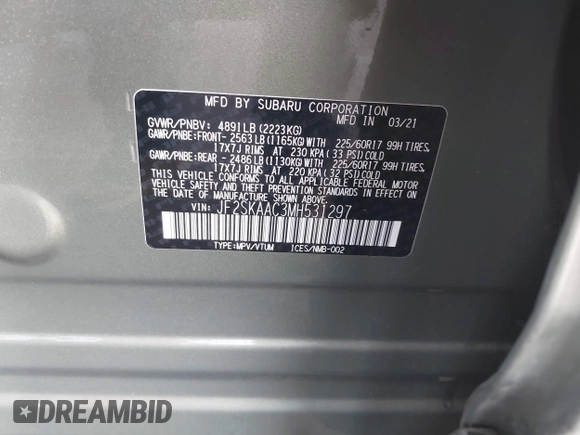 MFD BY SUBARU CORPORATION MFD IN 03/21
GVWR/PNBV: 4891LB (2223KG)
GAWR/PNBE: FRONT- 2563LB (1165KG) WITH/AVEC 225/60R17 99H TIRES
17X7J RIMS AT 230 KPA (33 PSI) COLD
GAWR/PNBE: REAR - 2486LB (1130KG) 225/60R17 99H TIRES
17X7J RIMS AT 220 KPA (32 PSI) COLD
THIS VEHICLE CONFORMS TO ALL APPLICABLE FEDERAL MOTOR
VEHICLE SAFETY AND THEFT PREVENTION STANDARDS IN EFFECT
ON THE DATE OF MANUFACTURE SHOWN ABOVE.
VIN: JF2SKAAC3MH531297
TYPE:MPV/VTUM ICES/NMB-002
DREAMBID